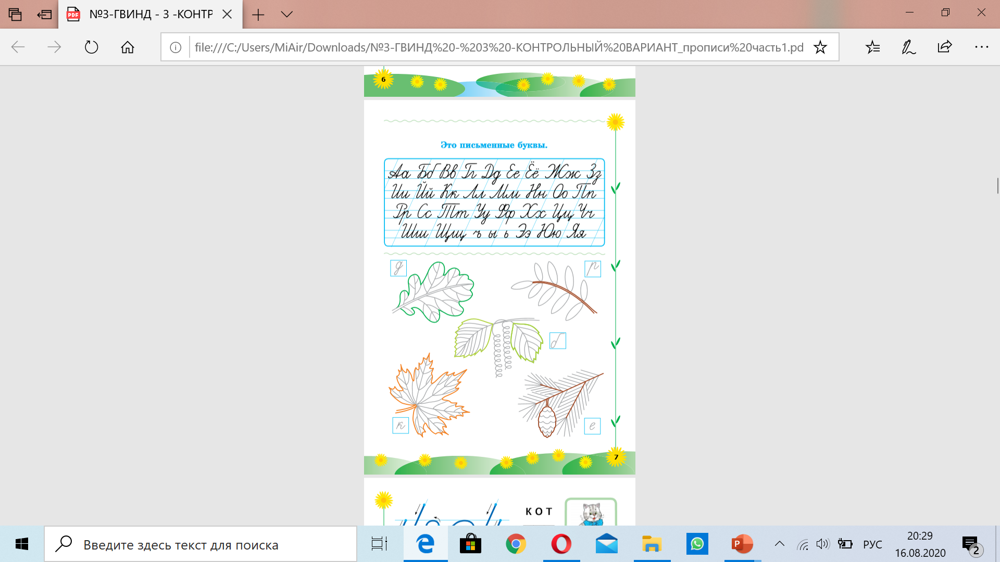 №3-ГВИНД - 3 -КОНТР
file:///C:/Users/MiAir/Downloads/№3-ГВИНД%20-%203%20-КОНТРОЛЬНЫЙ%20ВАРИАНТ_прописи%20часть1.pd
6
Это письменные буквы.
Аа Бб Вв Гг Дд Ее Ёё Жж Зз
Ии Йй Кк Лл Мм Нн Оо Пп
Рр Сс Тт Уу Фф Хх Цц Чч
Шш Щщ ъ ы ь Ээ Юю Яя
д
р
б
к
е
7
КОТ
Введите здесь текст для поиска
РУС
20:29
16.08.2020
2